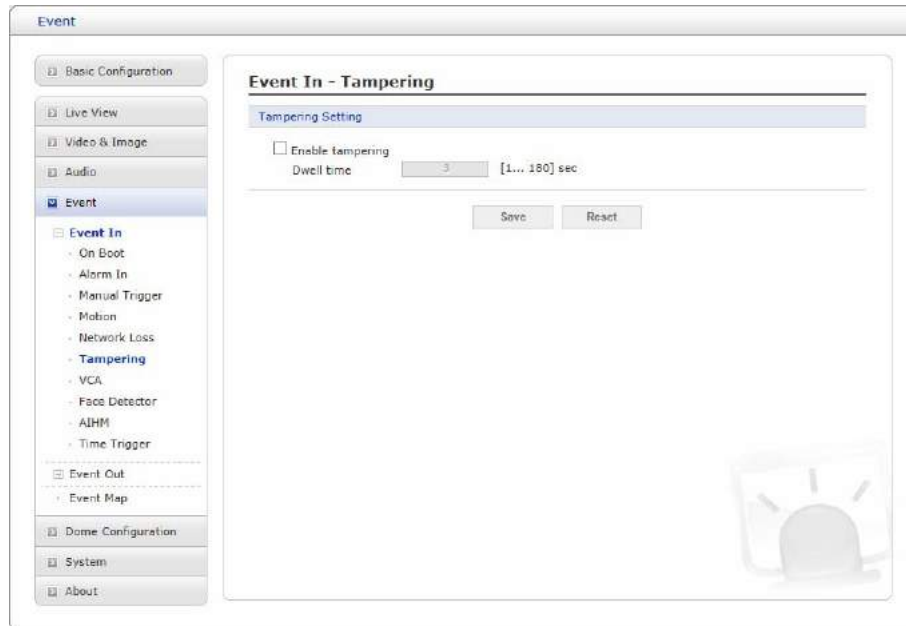 Event
Basic Configuration
Live View
Video & Image
Audio
Event
Event In
On Boot
Alarm In
Manual Trigger
Motion
Network Loss
Tampering
VCA
Face Detector
AIHM
Time Trigger
Event Out
Event Map
Dome Configuration
System
About
Event In - Tampering
Tampering Setting
Enable tampering
Dwell time 3 [1... 180] sec
Save Reset